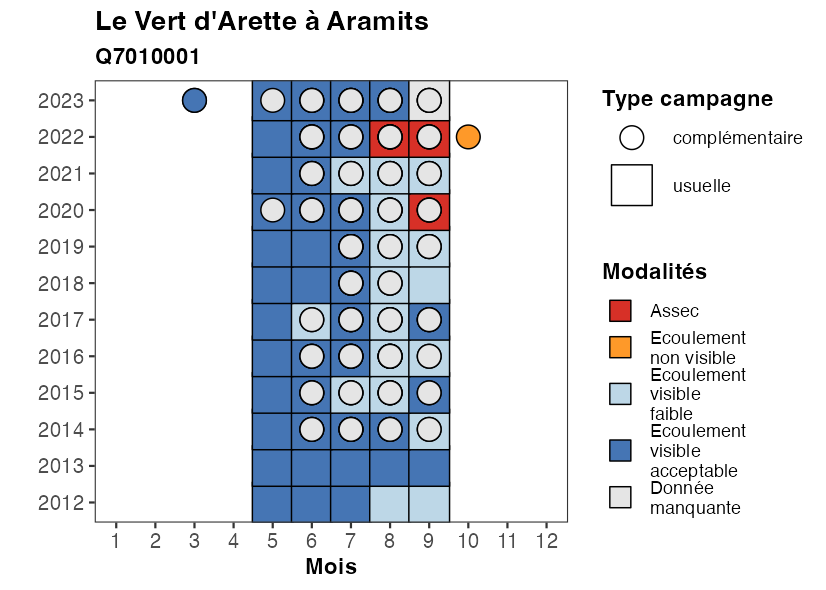 Le Vert d'Arette à Aramits
Q7010001
2023
2022
2021
2020
2019
2018
2017
2016
2015
2014
2013
2012
1 2 3 4 5 6 7 8 9 10 11 12
Mois
Type campagne
complémentaire
usuelle
Modalités
Assec
Ecoulement
non visible
Ecoulement
visible
faible
Ecoulement
visible
acceptable
Donnée
manquante